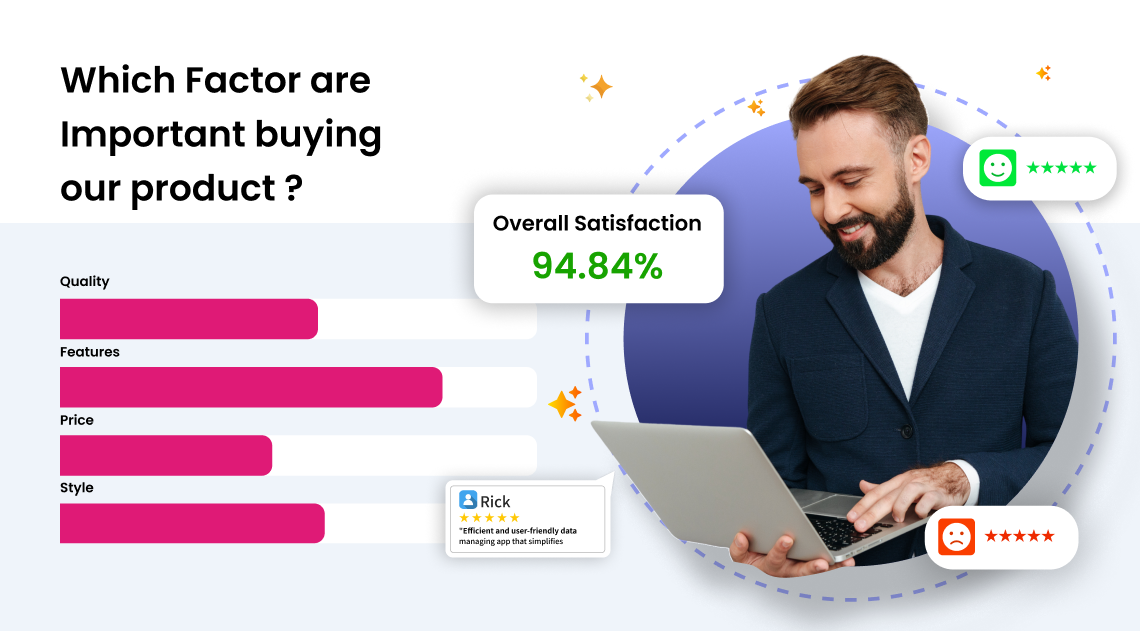 Which Factor are
Important buying
our product ?
Overall Satisfaction
94.84%
Quality
Features
Price
Style
Rick
"Efficient and user-friendly data
managing app that simplifies